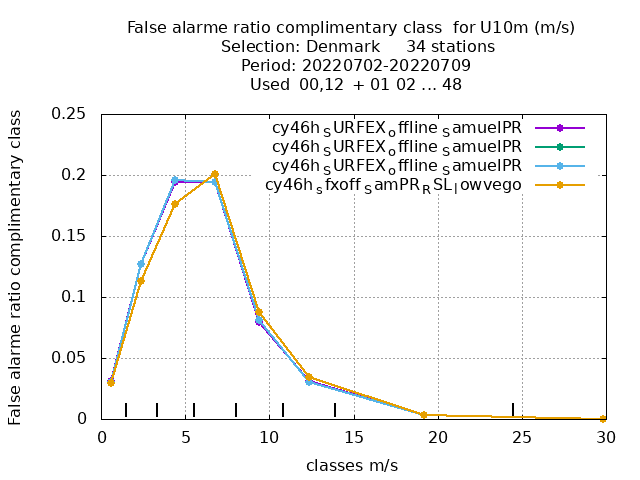 False alarme ratio complimentary class  for U10m (m/s)
Selection: Denmark     34 stations
Period: 20220702-20220709
Used  00,12  + 01 02 ... 48
cy46h_SURFEX_offline_SamuelPR
cy46h_SURFEX_offline_SamuelPR
cy46h_SURFEX_offline_SamuelPR
cy46h_sfxoff_SamPR_RSL_lowvego
False alarme ratio complimentary class
0.25
0.2
0.15
0.1
0.05
0
0 5 10 15 20 25 30
classes m/s